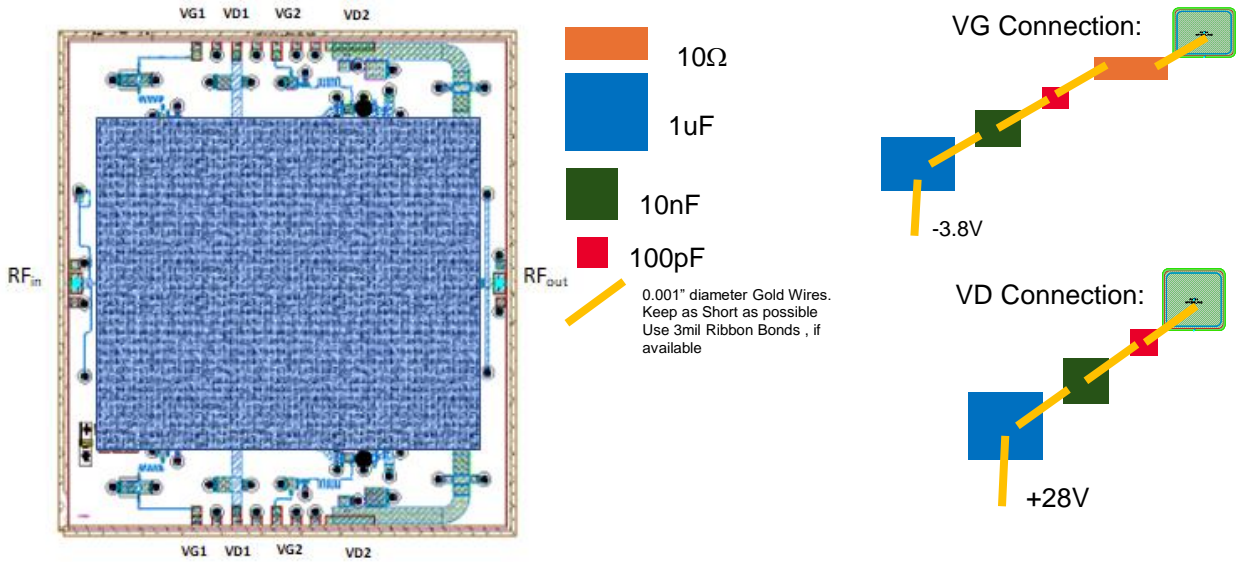 VG1 VD1 VG2 VD2
RFin
RFout
VG1 VD1 VG2 VD2
10Ω
1uF
10nF
100pF
0.001" diameter Gold Wires.
Keep as Short as possible
Use 3mil Ribbon Bonds , if
available
VG Connection:
-3.8V
VD Connection:
+28V